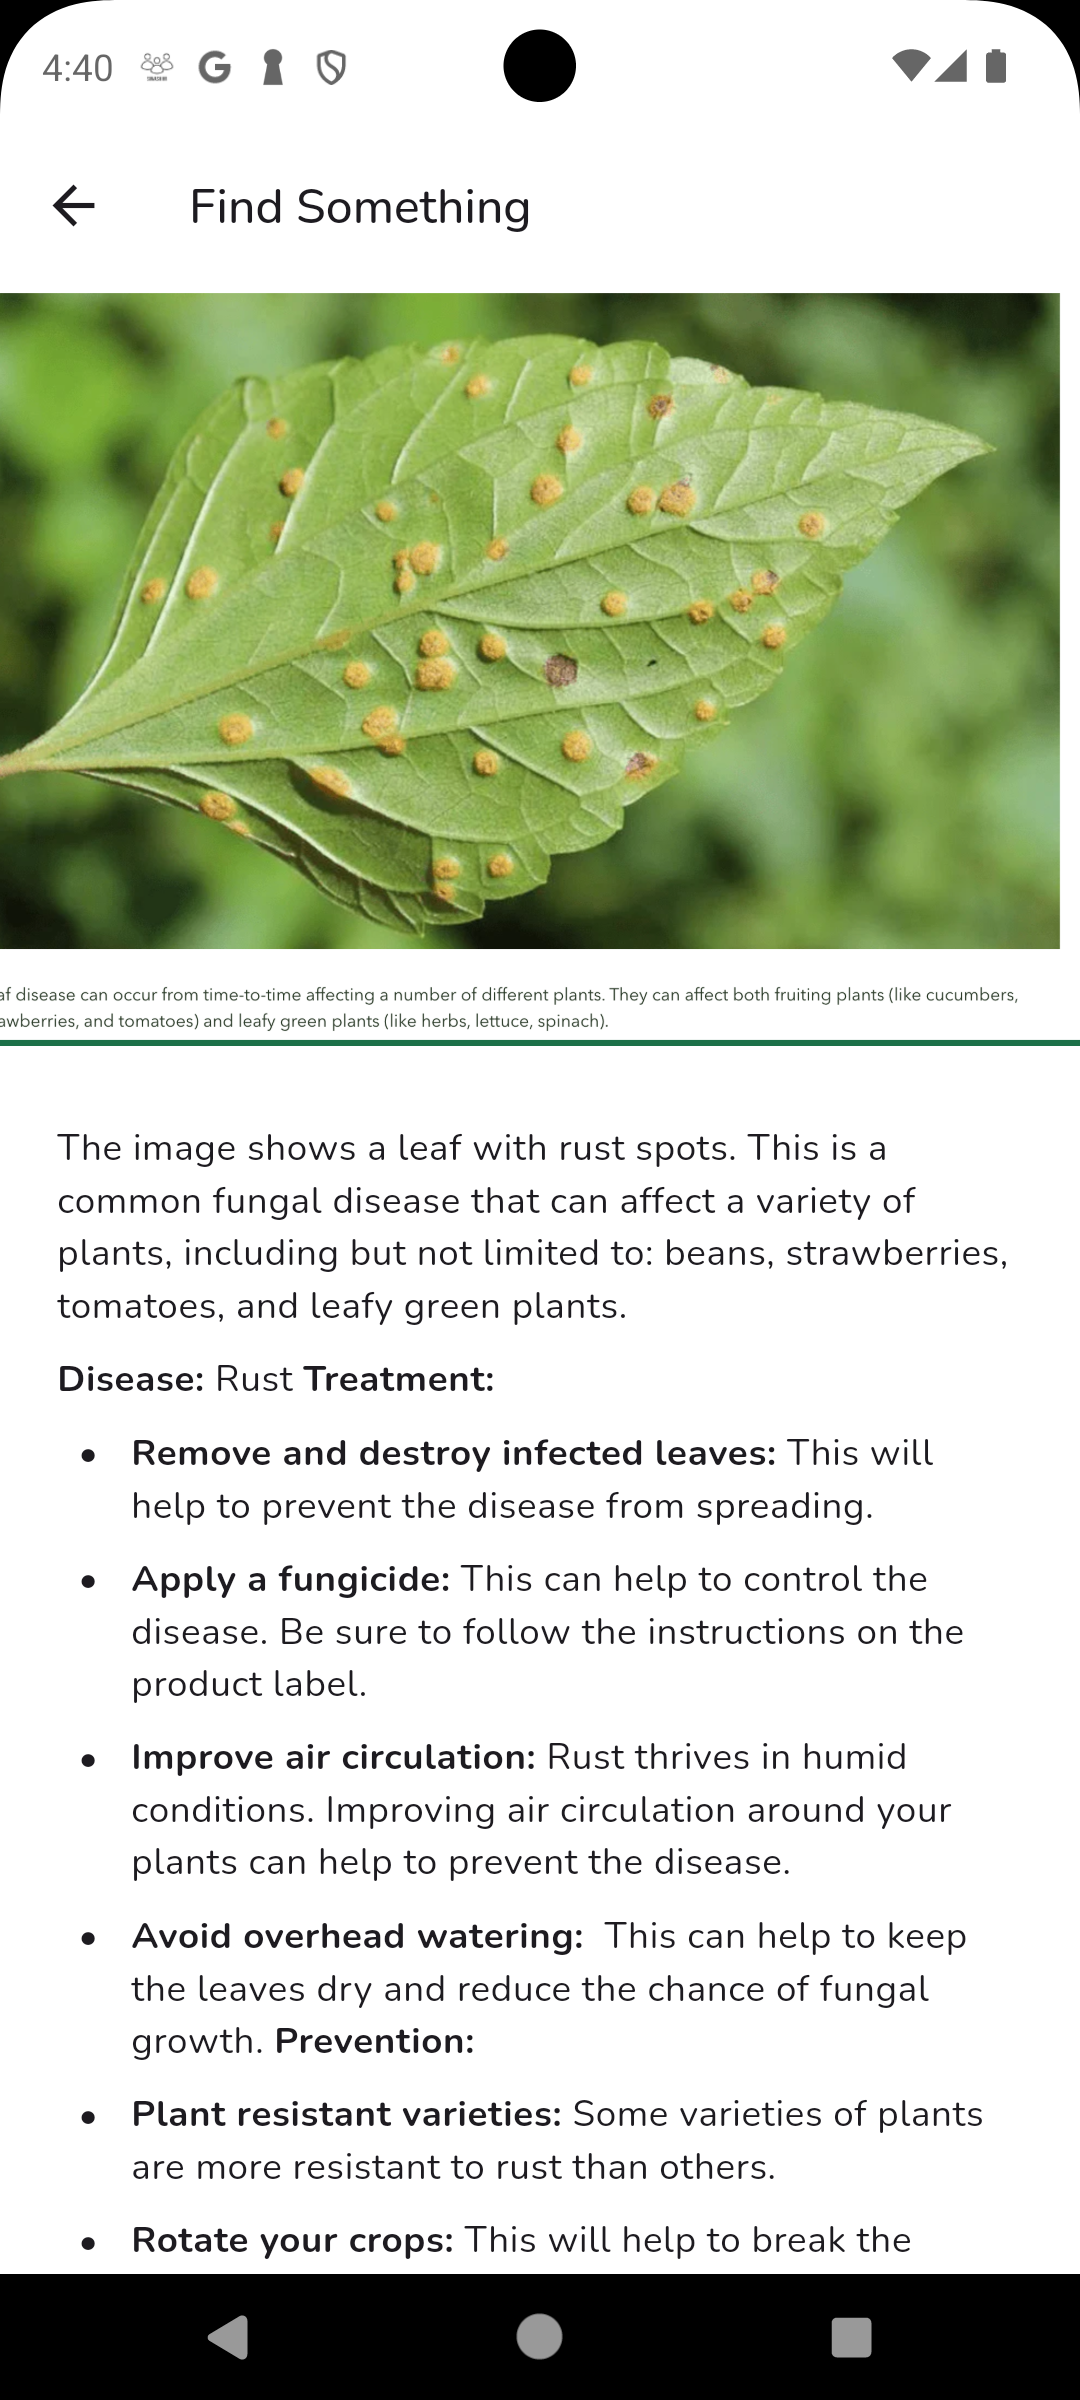 4:40
Find Something
af disease can occur from time-to-time affecting a number of different plants. They can affect both fruiting plants (like cucumbers,
awberries, and tomatoes) and leafy green plants (like herbs, lettuce, spinach).
The image shows a leaf with rust spots. This is a
common fungal disease that can affect a variety of
plants, including but not limited to: beans, strawberries,
tomatoes, and leafy green plants.
Disease: Rust Treatment:
• Remove and destroy infected leaves: This will
help to prevent the disease from spreading.
• Apply a fungicide: This can help to control the
disease. Be sure to follow the instructions on the
product label.
• Improve air circulation: Rust thrives in humid
conditions. Improving air circulation around your
plants can help to prevent the disease.
• Avoid overhead watering: This can help to keep
the leaves dry and reduce the chance of fungal
growth. Prevention:
• Plant resistant varieties: Some varieties of plants
are more resistant to rust than others.
• Rotate your crops: This will help to break the